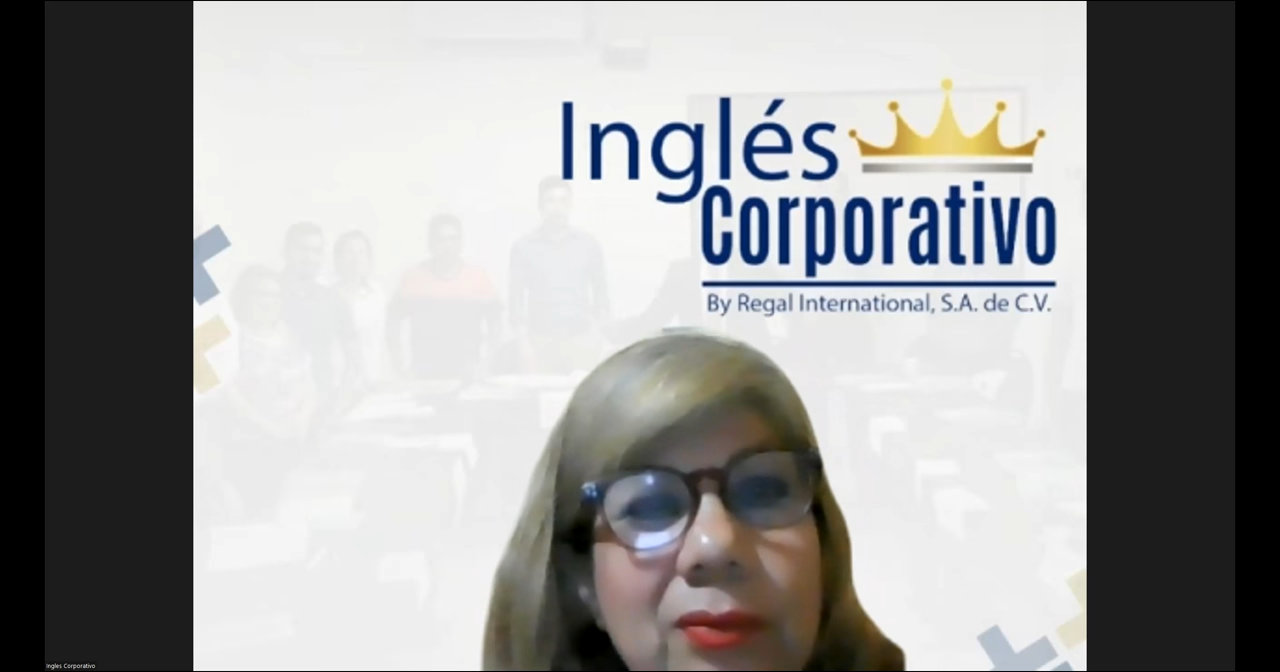 Inglés
Corporativo
By Regal International, S.A. de C.V.
Ingles Corporativo